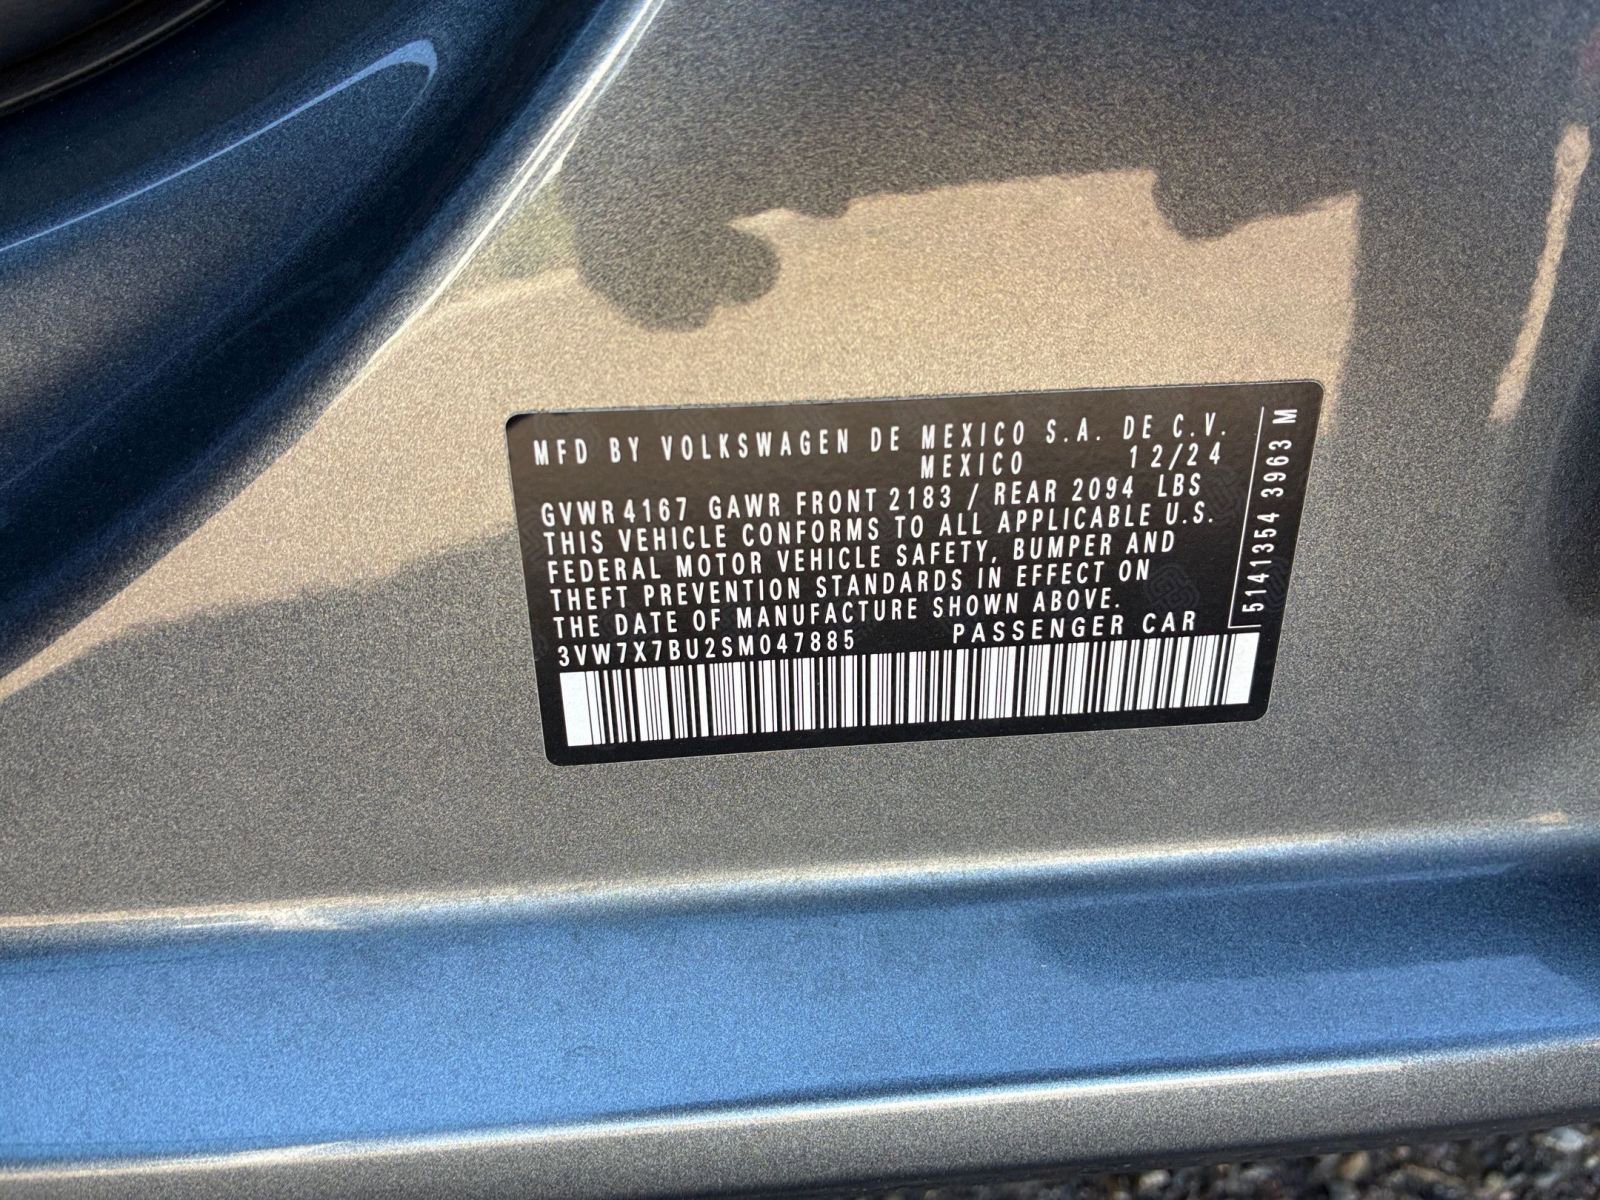 MFD BY VOLKSWAGEN DE MEXICO S.A. DE C.V.
MEXICO 12/24
GVWR 4167 GAWR FRONT 2183 / REAR 2094 LBS
THIS VEHICLE CONFORMS TO ALL APPLICABLE U.S.
FEDERAL MOTOR VEHICLE SAFETY, BUMPER AND
THEFT PREVENTION STANDARDS IN EFFECT ON
THE DATE OF MANUFACTURE SHOWN ABOVE.
3VW7X7BU2SM047885 PASSENGER CAR
5141354 3963 M